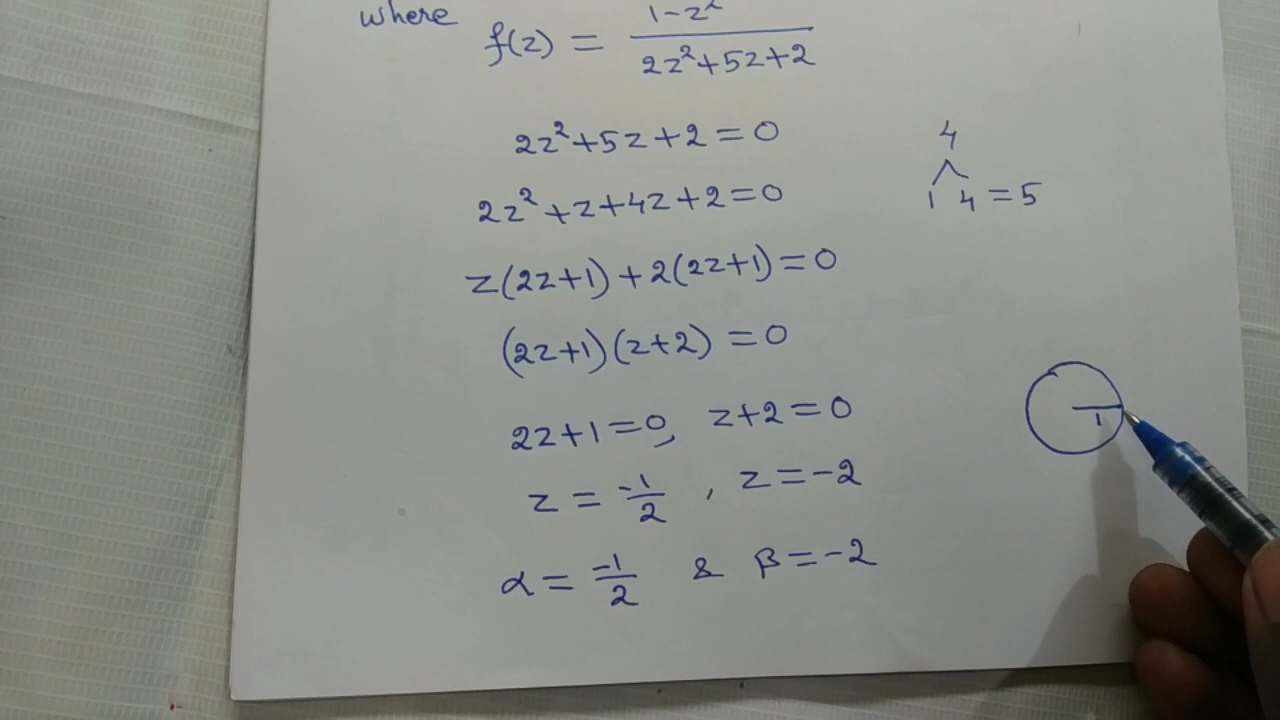 where
f(z) = 1-z² / 2z²+5z+2
2z²+5z+2=0
4
2z²+z+4z+2=0
1 4 = 5
z(2z+1)+2(2z+1)=0
(2z+1)(z+2)=0
2z+1=0, z+2=0
1
z = -1/2 , z=-2
α = -1/2 & β=-2